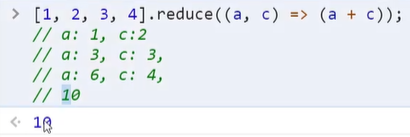 > [1, 2, 3, 4].reduce((a, c) => (a + c));
// a: 1, c:2
// a: 3, c: 3,
// a: 6, c: 4,
// 10
10